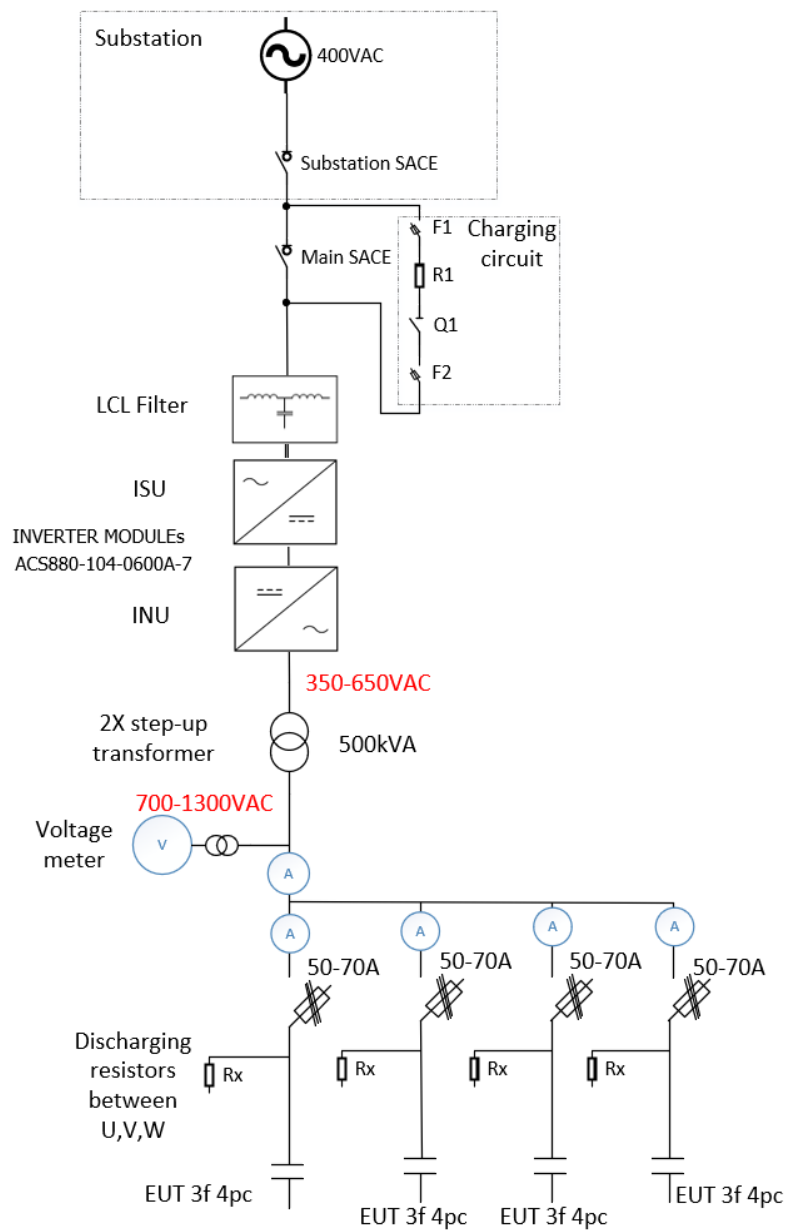 Substation
400VAC
Substation SACE
F1
Charging
circuit
Main SACE
R1
Q1
F2
LCL Filter
ISU
INVERTER MODULEs
ACS880-104-0600A-7
INU
350-650VAC
2X step-up
transformer
500kVA
700-1300VAC
Voltage
meter
V
A
A
A
A
A
50-70A
50-70A
50-70A
50-70A
Discharging
resistors
between
U,V,W
Rx
Rx
Rx
Rx
EUT 3f 4pc
EUT 3f 4pc
EUT 3f 4pc
EUT 3f 4pc